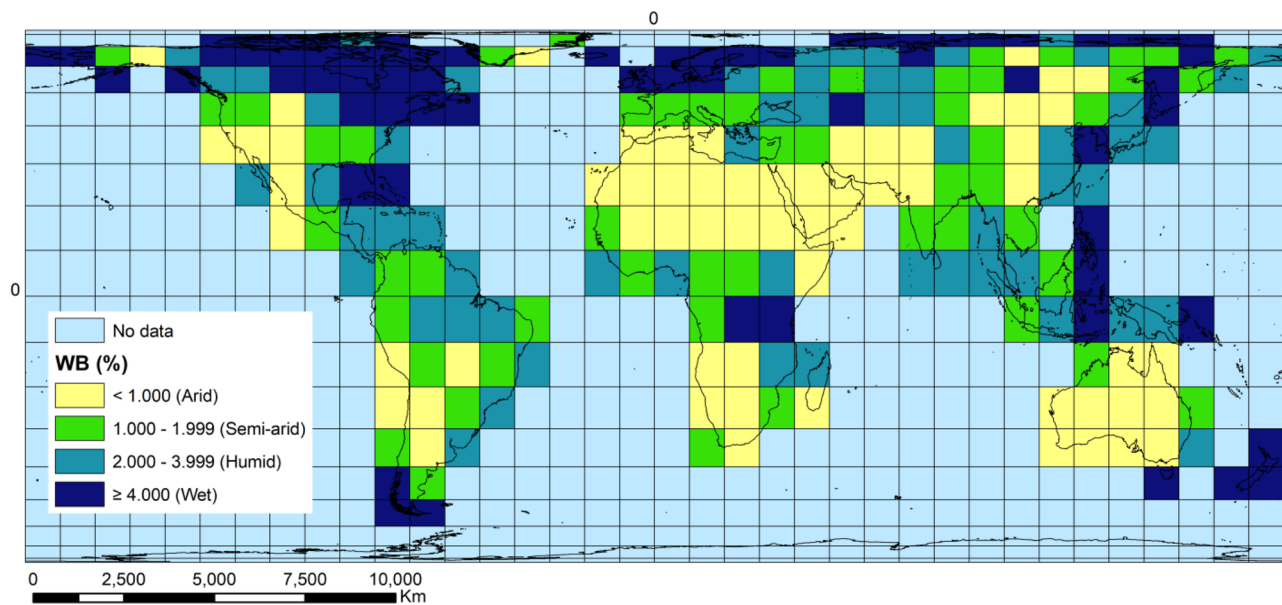 0
0
No data
WB (%)
< 1.000 (Arid)
1.000 - 1.999 (Semi-arid)
2.000 - 3.999 (Humid)
≥ 4.000 (Wet)
0 2,500 5,000 7,500 10,000
Km